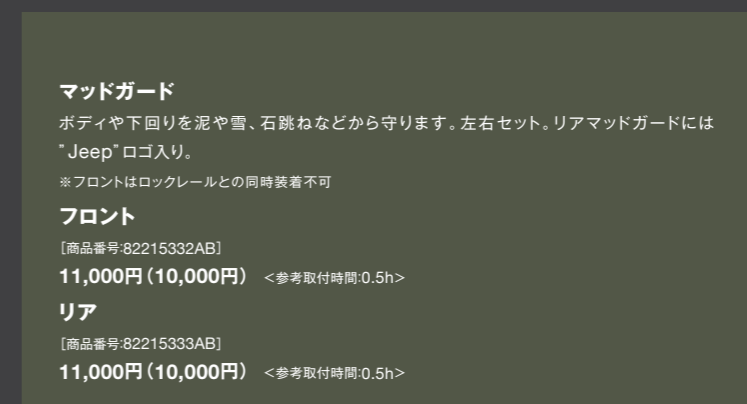 マッドガード
ボディや下回りを泥や雪、石跳ねなどから守ります。左右セット。リアマッドガードには
”Jeep”ロゴ入り。
※フロントはロックレールとの同時装着不可
フロント
[商品番号:82215332AB]
11,000円(10,000円) <参考取付時間:0.5h>
リア
[商品番号:82215333AB]
11,000円(10,000円) <参考取付時間:0.5h>